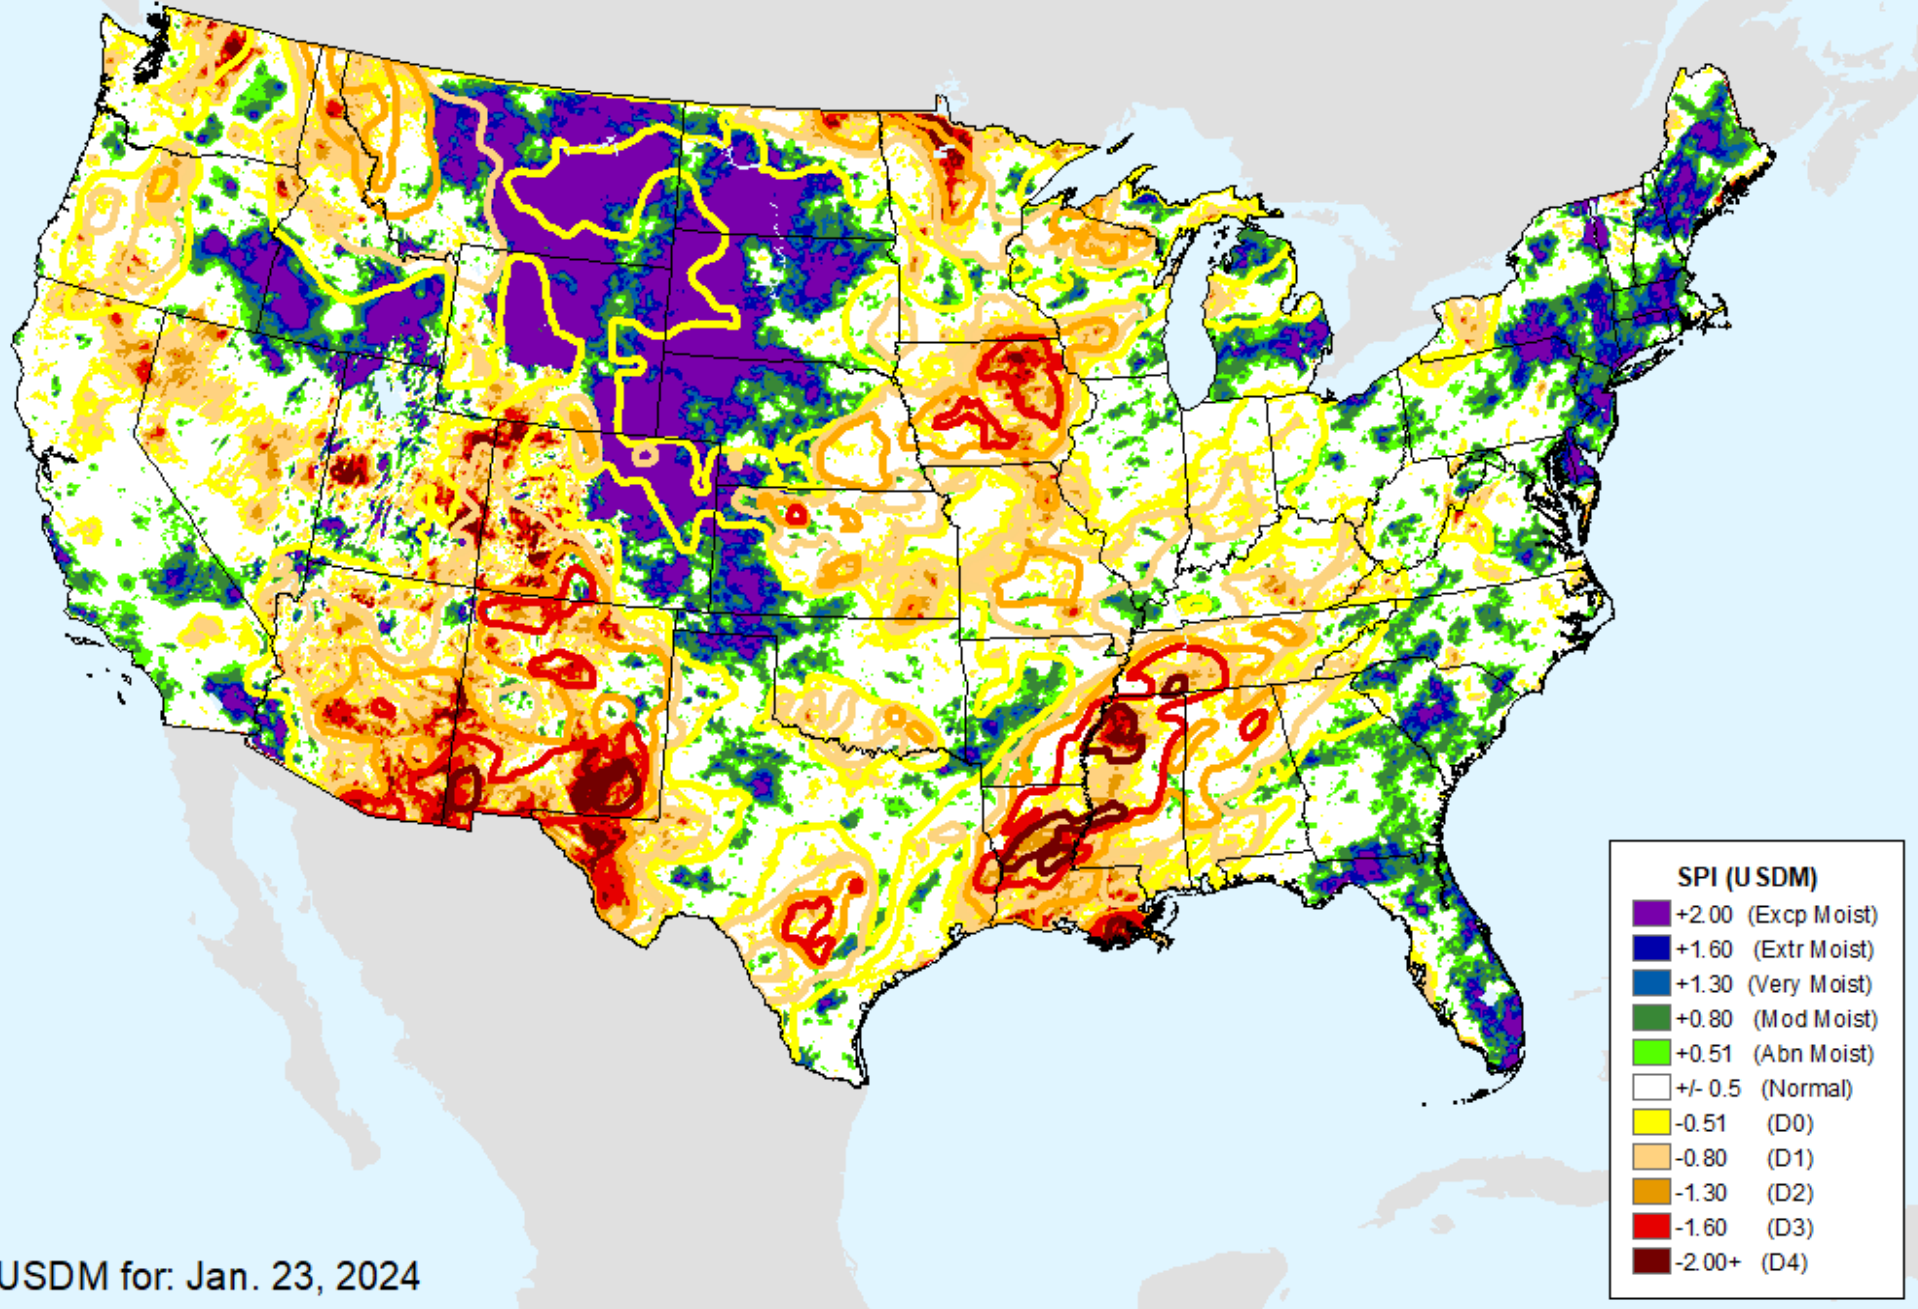 SPI (USDM)
+2.00 (Excp Moist)
+1.60 (Extr Moist)
+1.30 (Very Moist)
+0.80 (Mod Moist)
+0.51 (Abn Moist)
+/- 0.5 (Normal)
-0.51 (D0)
-0.80 (D1)
-1.30 (D2)
-1.60 (D3)
-2.00+ (D4)
USDM for: Jan. 23, 2024